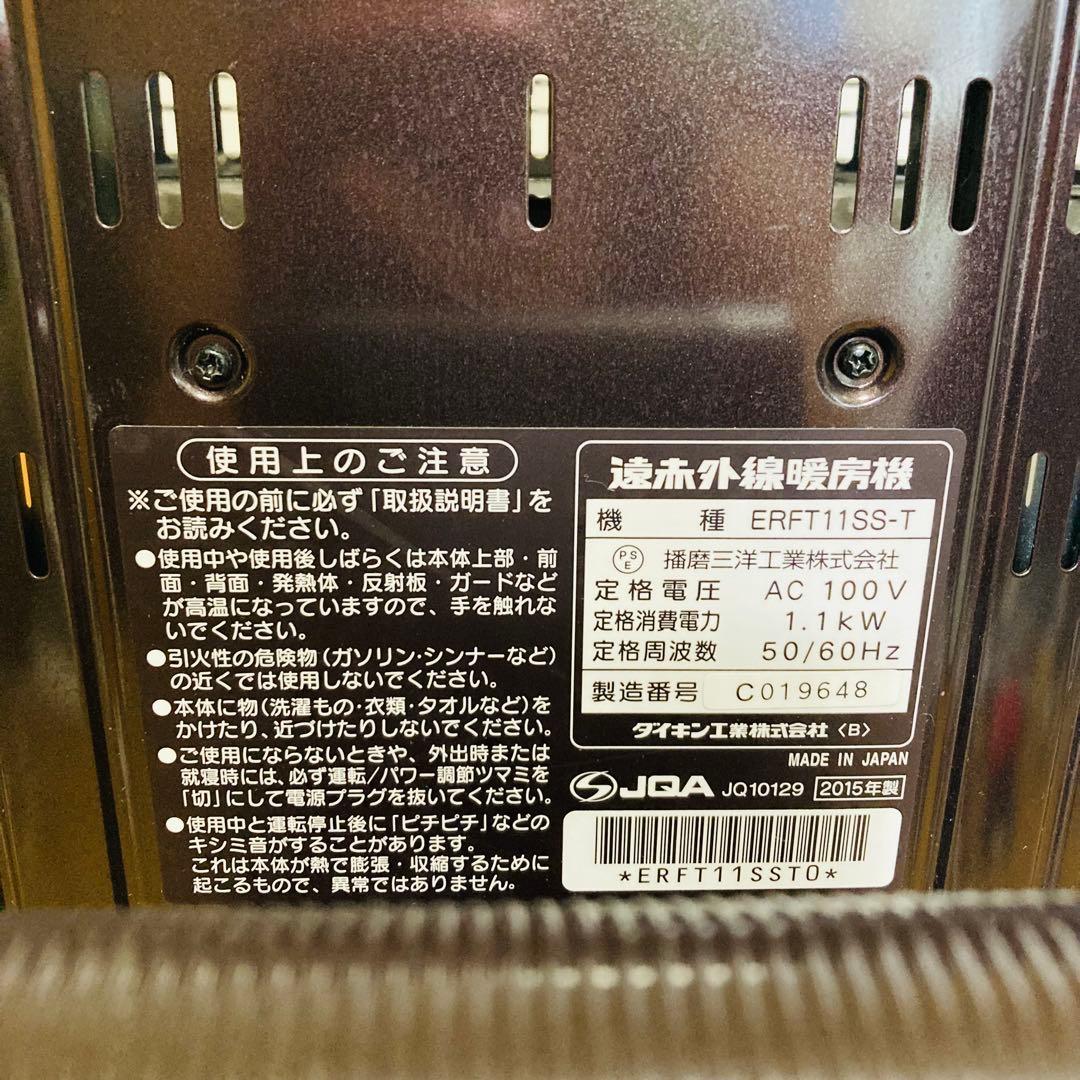 使用上のご注意
※ご使用の前に必ず「取扱説明書」を
お読みください。
●使用中や使用後しばらくは本体上部・前
面・背面・発熱体・反射板・ガードなど
が高温になっていますので、手を触れな
いでください。
●引火性の危険物（ガソリン・シンナーなど）
の近くでは使用しないでください。
●本体に物（洗濯もの・衣類・タオルなど）を
かけたり、近づけたりしないでください。
●ご使用にならないときや、外出時または
就寝時には、必ず運転/パワー調節ツマミを
「切」にして電源プラグを抜いてください。
●使用中と運転停止後に「ピチピチ」などの
キシミ音がすることがあります。
これは本体が熱で膨張・収縮するために
起こるもので、異常ではありません。
遠赤外線暖房機
機種 ERFT11SS-T
PSE 播磨三洋工業株式会社
定格電圧 AC 100V
定格消費電力 1.1kW
定格周波数 50/60Hz
製造番号 C019648
ダイキン工業株式会社〈B〉
MADE IN JAPAN
JQA JQ10129 2015年製
*ERFT11SST0*